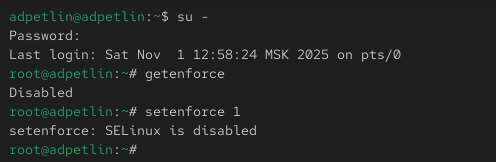 adpetlin@adpetlin:~$ su -
Password:
Last login: Sat Nov  1 12:58:24 MSK 2025 on pts/0
root@adpetlin:~# getenforce
Disabled
root@adpetlin:~# setenforce 1
setenforce: SELinux is disabled
root@adpetlin:~#